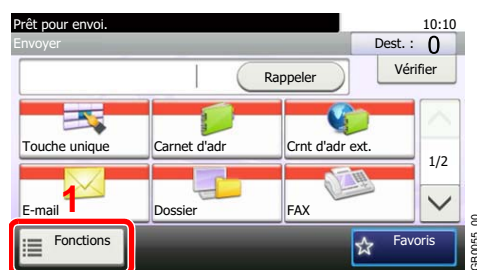 Prêt pour envoi.
10:10
Envoyer
Dest. : 0
Rappeler
Vérifier
Touche unique
Carnet d'adr
Crnt d'adr ext.
1/2
E-mail
Dossier
FAX
1
Fonctions
Favoris
GB0055_00